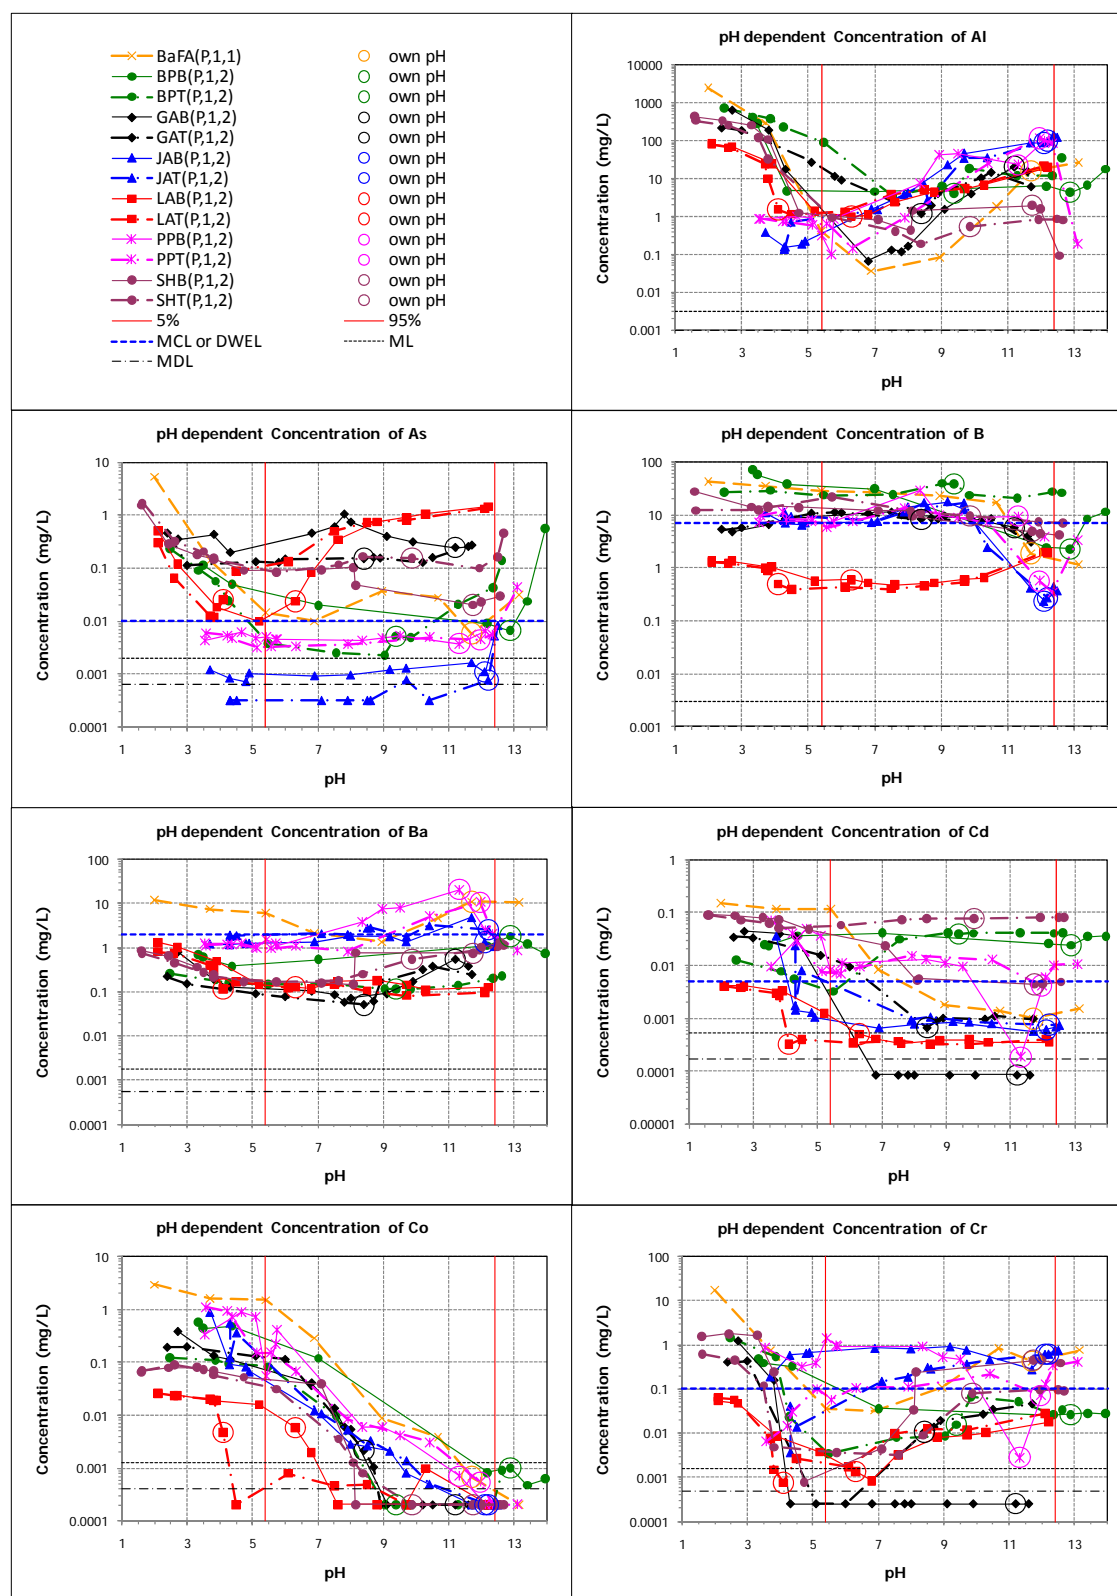 BaFA(P,1,1) own pH
BPB(P,1,2) own pH
BPT(P,1,2) own pH
GAB(P,1,2) own pH
GAT(P,1,2) own pH
JAB(P,1,2) own pH
JAT(P,1,2) own pH
LAB(P,1,2) own pH
LAT(P,1,2) own pH
PPB(P,1,2) own pH
PPT(P,1,2) own pH
SHB(P,1,2) own pH
SHT(P,1,2) own pH
5% 95%
MCL or DWEL ML
MDL
pH dependent Concentration of Al
Concentration (mg/L)
10000
1000
100
10
1
0.1
0.01
0.001
1 3 5 7 9 11 13
pH
pH dependent Concentration of As
Concentration (mg/L)
10
1
0.1
0.01
0.001
0.0001
1 3 5 7 9 11 13
pH
pH dependent Concentration of B
Concentration (mg/L)
100
10
1
0.1
0.01
0.001
1 3 5 7 9 11 13
pH
pH dependent Concentration of Ba
Concentration (mg/L)
100
10
1
0.1
0.01
0.001
0.0001
1 3 5 7 9 11 13
pH
pH dependent Concentration of Cd
Concentration (mg/L)
1
0.1
0.01
0.001
0.0001
0.00001
1 3 5 7 9 11 13
pH
pH dependent Concentration of Co
Concentration (mg/L)
10
1
0.1
0.01
0.001
0.0001
1 3 5 7 9 11 13
pH
pH dependent Concentration of Cr
Concentration (mg/L)
100
10
1
0.1
0.01
0.001
0.0001
1 3 5 7 9 11 13
pH